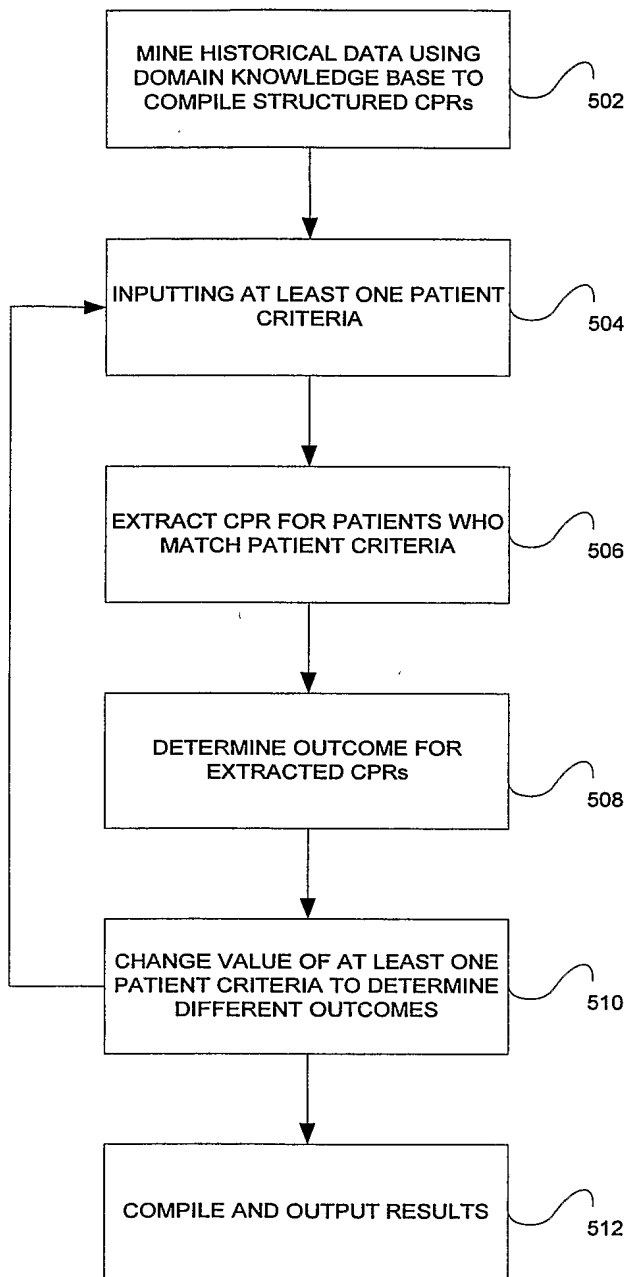 MINE HISTORICAL DATA USING
DOMAIN KNOWLEDGE BASE TO
COMPILE STRUCTURED CPRs
502
INPUTTING AT LEAST ONE PATIENT
CRITERIA
504
EXTRACT CPR FOR PATIENTS WHO
MATCH PATIENT CRITERIA
506
DETERMINE OUTCOME FOR
EXTRACTED CPRs
508
CHANGE VALUE OF AT LEAST ONE
PATIENT CRITERIA TO DETERMINE
DIFFERENT OUTCOMES
510
COMPILE AND OUTPUT RESULTS
512